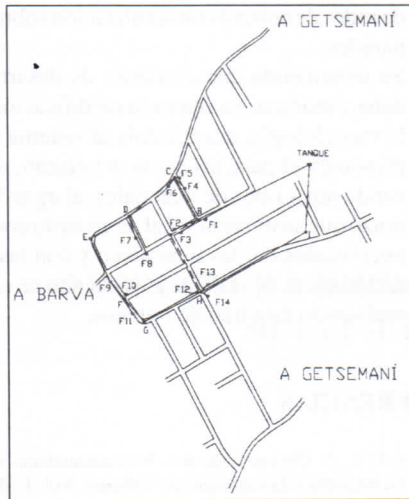 A GETSEMANÍ
TANQUE
C
F5
F4
F6
B
F1
D
F2
F3
F7
E
F8
F9
F13
A BARVA
F10
F12
F
H
F14
F11
G
A GETSEMANÍ